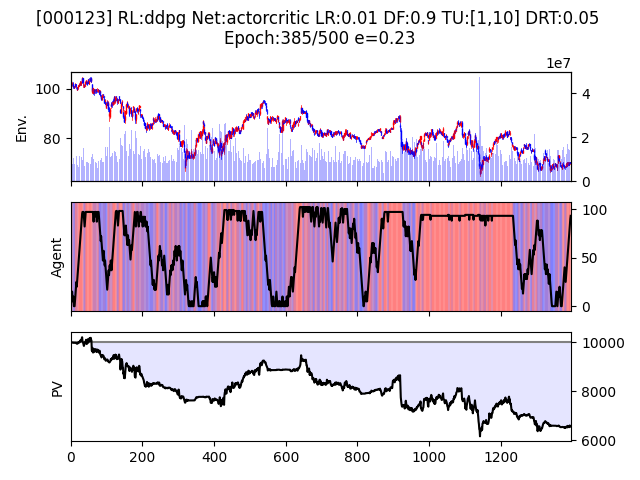 [000123] RL:ddpg Net:actorcritic LR:0.01 DF:0.9 TU:[1,10] DRT:0.05
Epoch:385/500 e=0.23
1e7
100
80
Env.
4
2
0
Agent
100
50
0
PV
10000
8000
6000
0 200 400 600 800 1000 1200